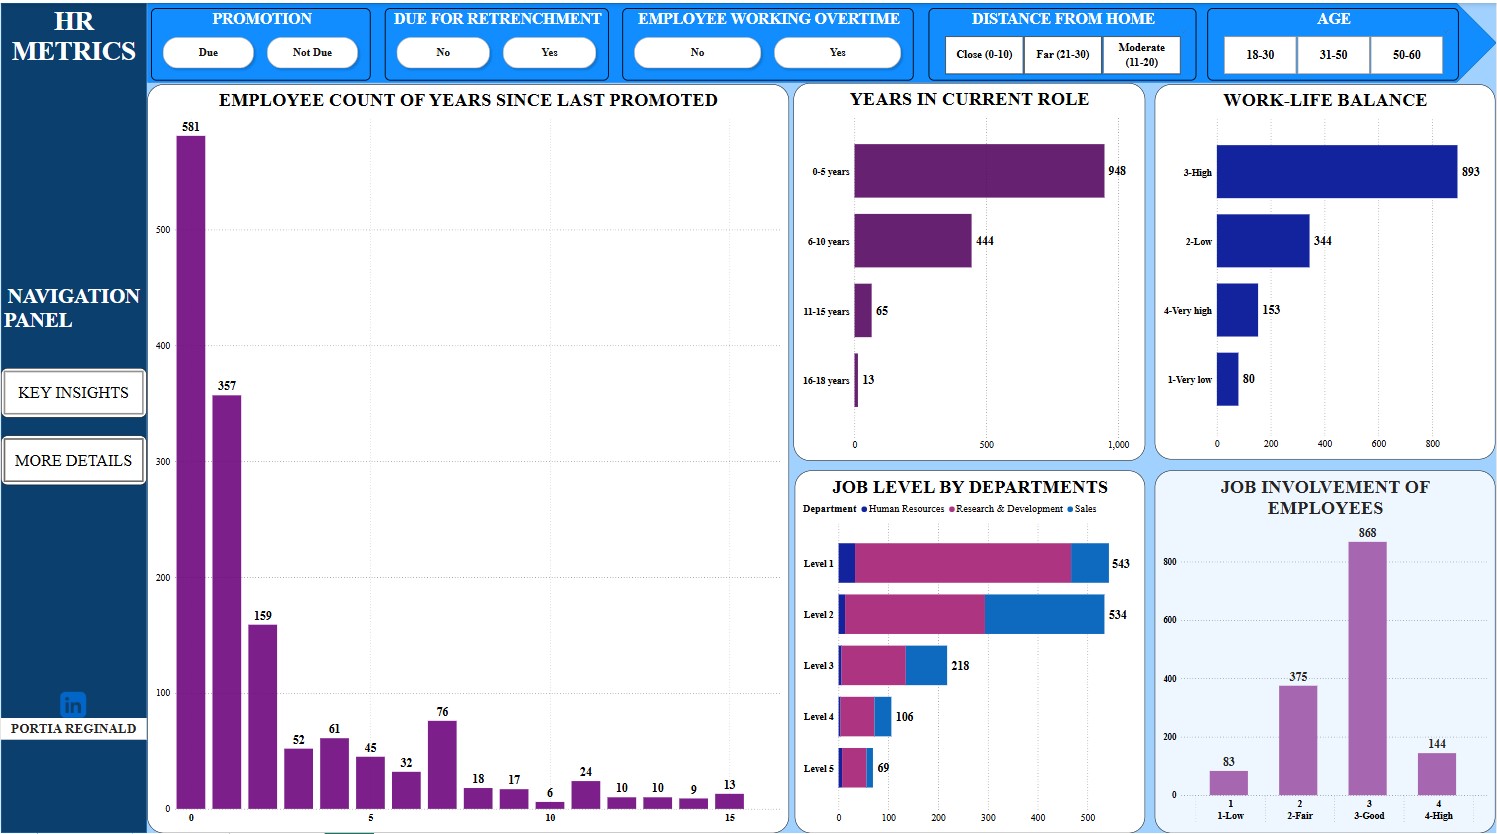 HR
METRICS
PROMOTION
Due
Not Due
DUE FOR RETRENCHMENT
No
Yes
EMPLOYEE WORKING OVERTIME
No
Yes
DISTANCE FROM HOME
Close (0-10)
Far (21-30)
Moderate
(11-20)
AGE
18-30
31-50
50-60
NAVIGATION
PANEL
KEY INSIGHTS
MORE DETAILS
in
PORTIA REGINALD
EMPLOYEE COUNT OF YEARS SINCE LAST PROMOTED
581
357
159
52
61
45
32
76
18
17
6
24
10
10
9
13
500
400
300
200
100
0
0
5
10
15
YEARS IN CURRENT ROLE
0-5 years
948
6-10 years
444
11-15 years
65
16-18 years
13
0
500
1,000
WORK-LIFE BALANCE
3-High
893
2-Low
344
4-Very high
153
1-Very low
80
0
200
400
600
800
JOB LEVEL BY DEPARTMENTS
Department Human Resources Research & Development Sales
0
100
200
300
400
500
Level 1
543
Level 2
534
Level 3
218
Level 4
106
Level 5
69
0
100
200
300
400
500
JOB INVOLVEMENT OF
EMPLOYEES
868
375
144
83
800
600
400
200
0
1
2
3
4
1-Low
2-Fair
3-Good
4-High